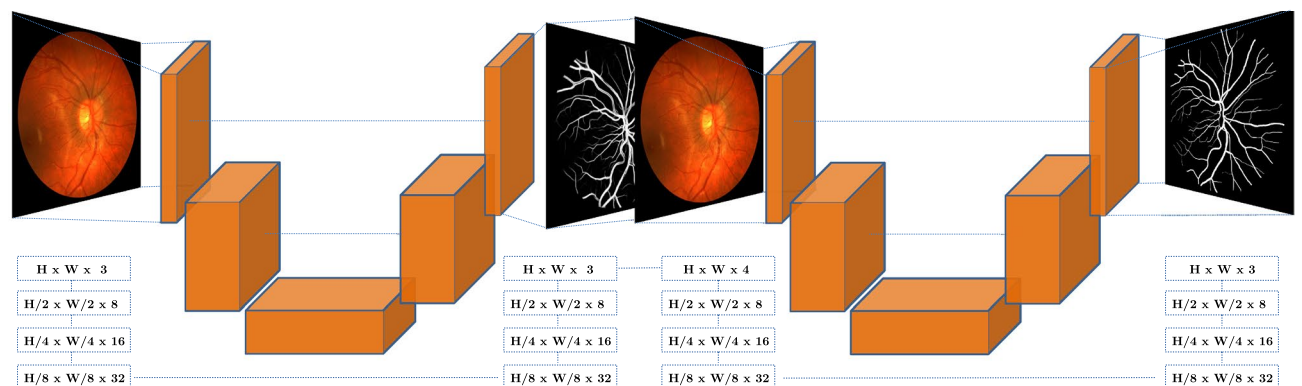 H x W x 3
H/2 x W/2 x 8
H/4 x W/4 x 16
H/8 x W/8 x 32
H x W x 3
H/2 x W/2 x 8
H/4 x W/4 x 16
H/8 x W/8 x 32
H x W x 4
H/2 x W/2 x 8
H/4 x W/4 x 16
H/8 x W/8 x 32
H x W x 3
H/2 x W/2 x 8
H/4 x W/4 x 16
H/8 x W/8 x 32